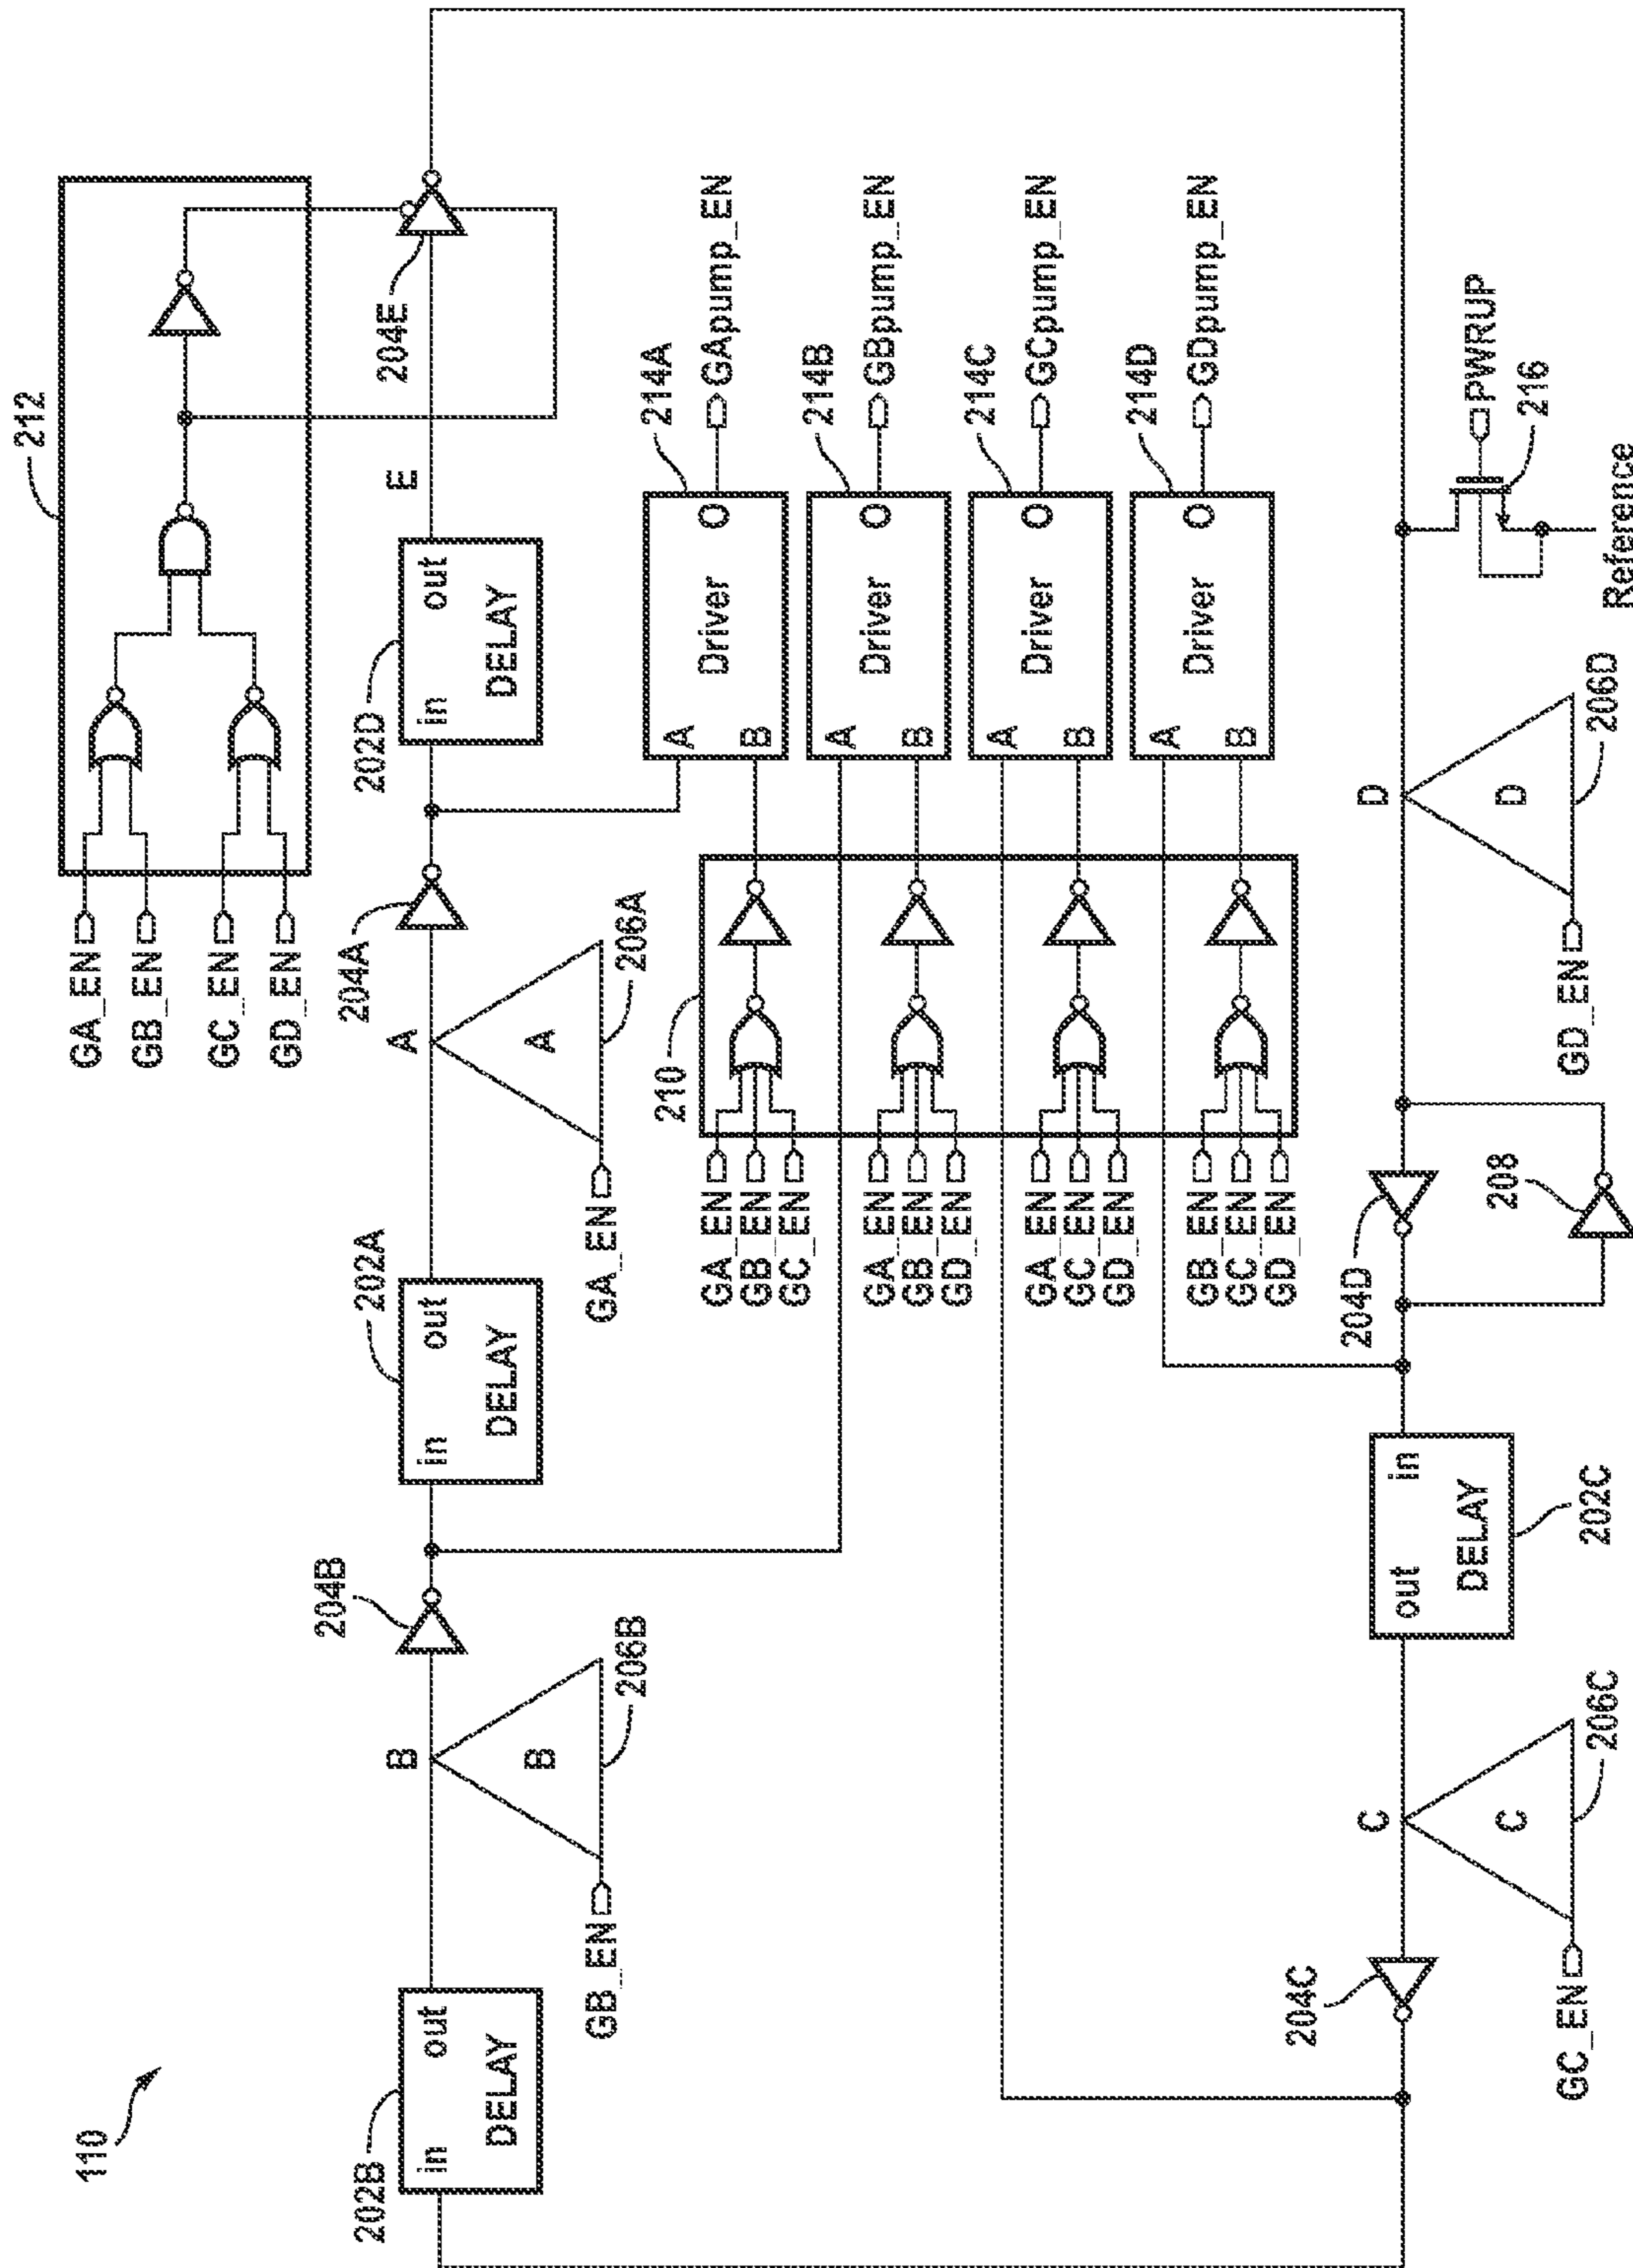 110
212
GA_EN
GB_EN
GC_EN
GD_EN
202B
in
out
DELAY
B
B
204B
206B
GB_EN
202A
in
out
DELAY
A
A
204A
206A
GA_EN
202D
in
out
DELAY
E
204E
210
GA_EN
GB_EN
GC_EN
GA_EN
GB_EN
GD_EN
GA_EN
GC_EN
GD_EN
GB_EN
GC_EN
GD_EN
A
B
Driver
O
214A
GApump_EN
A
B
Driver
O
214B
GBpump_EN
A
B
Driver
O
214C
GCpump_EN
A
B
Driver
O
214D
GDpump_EN
204C
C
C
206C
GC_EN
out
in
DELAY
202C
204D
208
D
D
206D
GD_EN
PWRUP
216
Reference